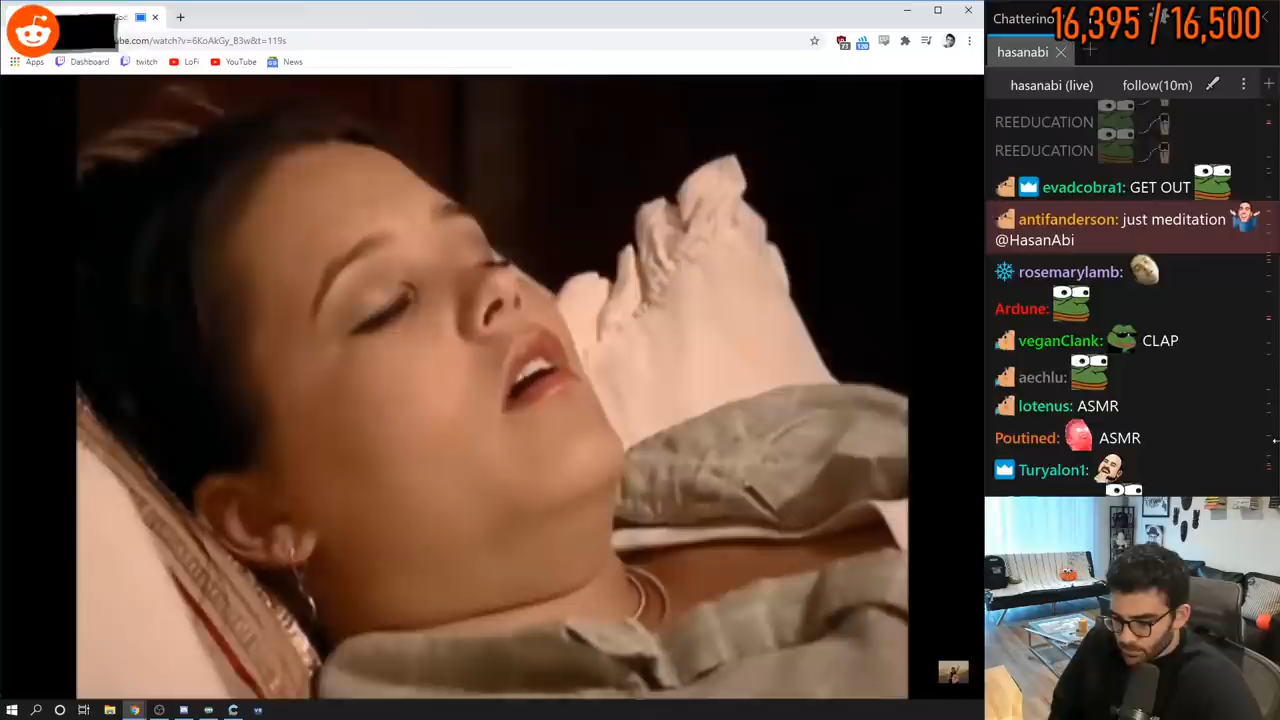 ube.com/watch?v=6KoAkGy_B3w&t=119s
Apps Dashboard twitch LoFi YouTube News
Chatterino
16,395 / 16,500
hasanabi
hasanabi (live) follow(10m)
REEDUCATION
REEDUCATION
evadcobra1: GET OUT
antifanderson: just meditation
@HasanAbi
rosemarylamb:
Ardune:
veganClank: CLAP
aechlu:
lotenus: ASMR
Poutined: ASMR
Turyalon1: